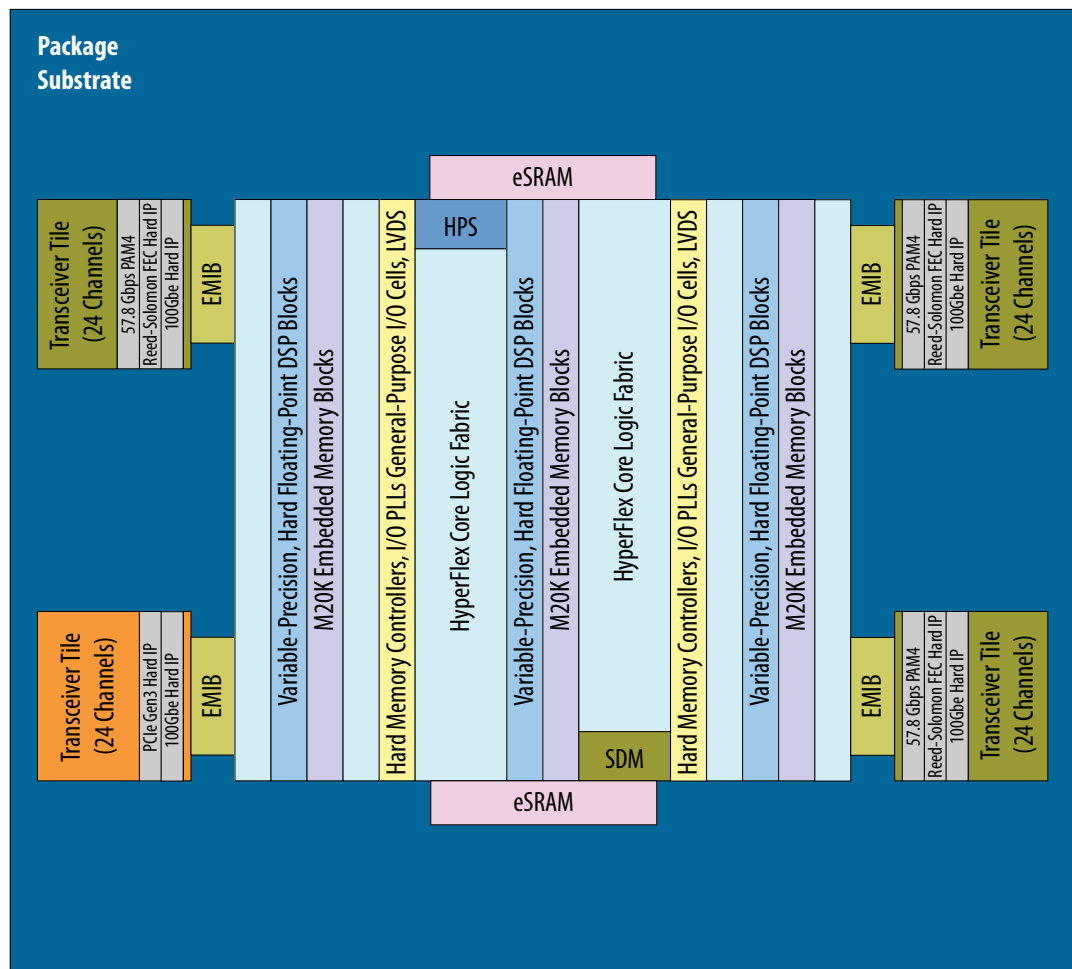 Package
Substrate
eSRAM
Transceiver Tile
(24 Channels)
57.8 Gbps PAM4
Reed-Solomon FEC Hard IP
100Gbe Hard IP
EMIB
Transceiver Tile
(24 Channels)
PCIe Gen3 Hard IP
100Gbe Hard IP
EMIB
Variable-Precision, Hard Floating-Point DSP Blocks
M20K Embedded Memory Blocks
Hard Memory Controllers, I/O PLLs General-Purpose I/O Cells, LVDS
HPS
HyperFlex Core Logic Fabric
Variable-Precision, Hard Floating-Point DSP Blocks
M20K Embedded Memory Blocks
HyperFlex Core Logic Fabric
SDM
Hard Memory Controllers, I/O PLLs General-Purpose I/O Cells, LVDS
Variable-Precision, Hard Floating-Point DSP Blocks
M20K Embedded Memory Blocks
EMIB
57.8 Gbps PAM4
Reed-Solomon FEC Hard IP
100Gbe Hard IP
Transceiver Tile
(24 Channels)
EMIB
57.8 Gbps PAM4
Reed-Solomon FEC Hard IP
100Gbe Hard IP
Transceiver Tile
(24 Channels)
eSRAM